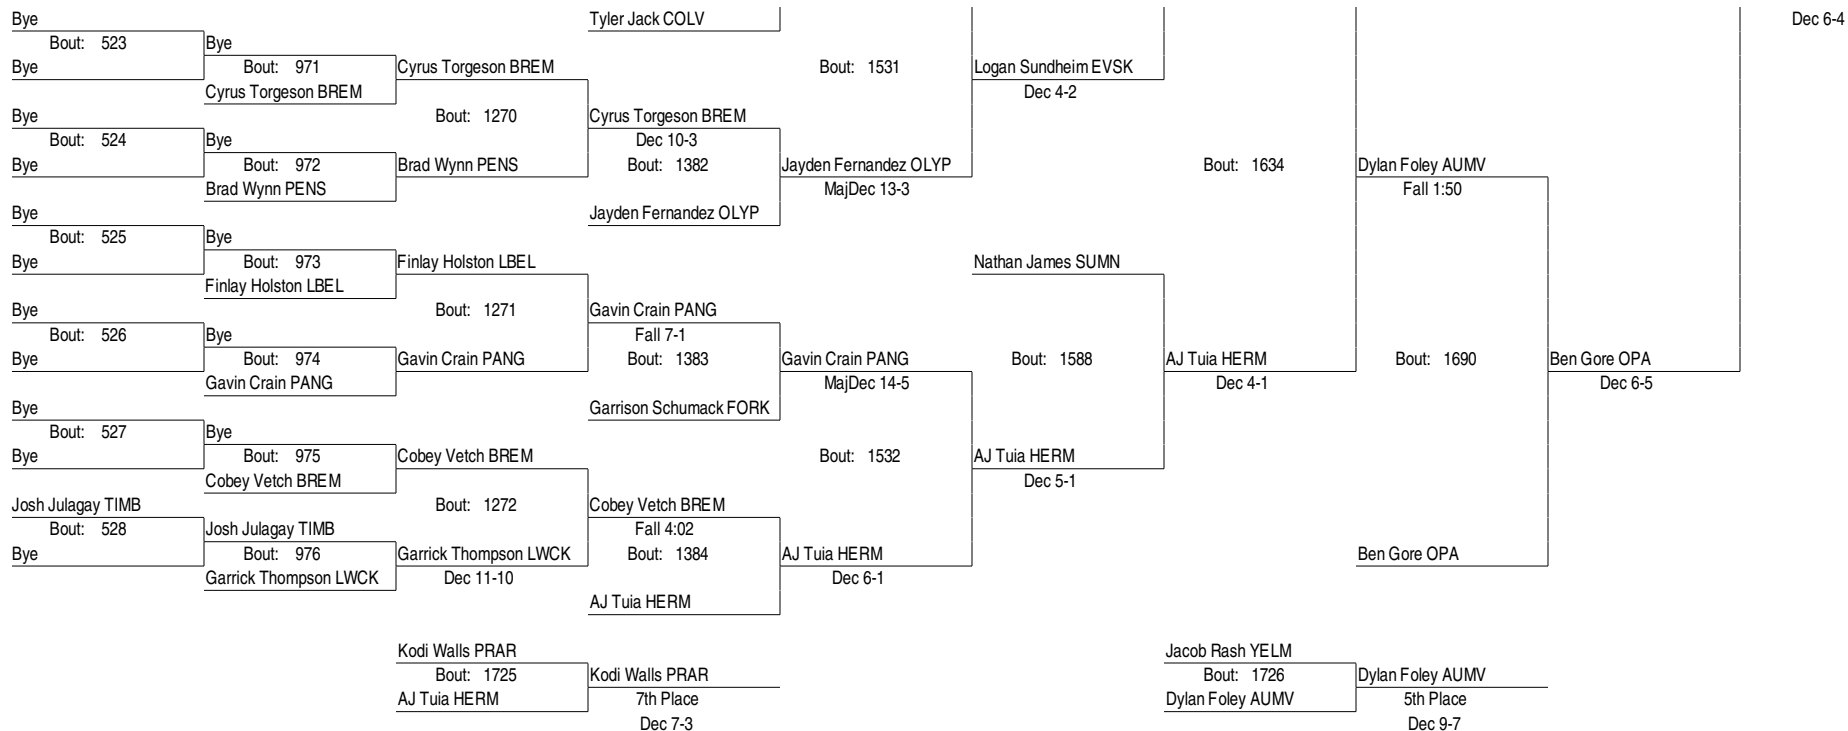 Bye Tyler Jack COLV Dec 6-4
Bout: 523 Bye
Bye Bout: 971 Cyrus Torgeson BREM Bout: 1531 Logan Sundheim EVSK
Cyrus Torgeson BREM Dec 4-2
Bye Bout: 1270 Cyrus Torgeson BREM
Bout: 524 Bye Dec 10-3
Bye Bout: 972 Brad Wynn PENS Bout: 1382 Jayden Fernandez OLYP Bout: 1634 Dylan Foley AUMV
Brad Wynn PENS MajDec 13-3 Fall 1:50
Bye Jayden Fernandez OLYP
Bout: 525 Bye
Bye Bout: 973 Finlay Holston LBEL Nathan James SUMN
Finlay Holston LBEL
Bye Bout: 1271 Gavin Crain PANG
Bout: 526 Bye Fall 7-1
Bye Bout: 974 Gavin Crain PANG Bout: 1383 Gavin Crain PANG Bout: 1588 AJ Tuia HERM Bout: 1690 Ben Gore OPA
Gavin Crain PANG MajDec 14-5 Dec 4-1 Dec 6-5
Bye Garrison Schumack FORK
Bout: 527 Bye
Bye Bout: 975 Cobey Vetch BREM Bout: 1532 AJ Tuia HERM
Cobey Vetch BREM Dec 5-1
Josh Julagay TIMB Bout: 1272 Cobey Vetch BREM
Bout: 528 Josh Julagay TIMB Fall 4:02
Bye Bout: 976 Garrick Thompson LWCK Bout: 1384 AJ Tuia HERM Ben Gore OPA
Garrick Thompson LWCK Dec 11-10 Dec 6-1
AJ Tuia HERM
Kodi Walls PRAR Jacob Rash YELM
Bout: 1725 Kodi Walls PRAR Bout: 1726 Dylan Foley AUMV
AJ Tuia HERM 7th Place Dylan Foley AUMV 5th Place
Dec 7-3 Dec 9-7